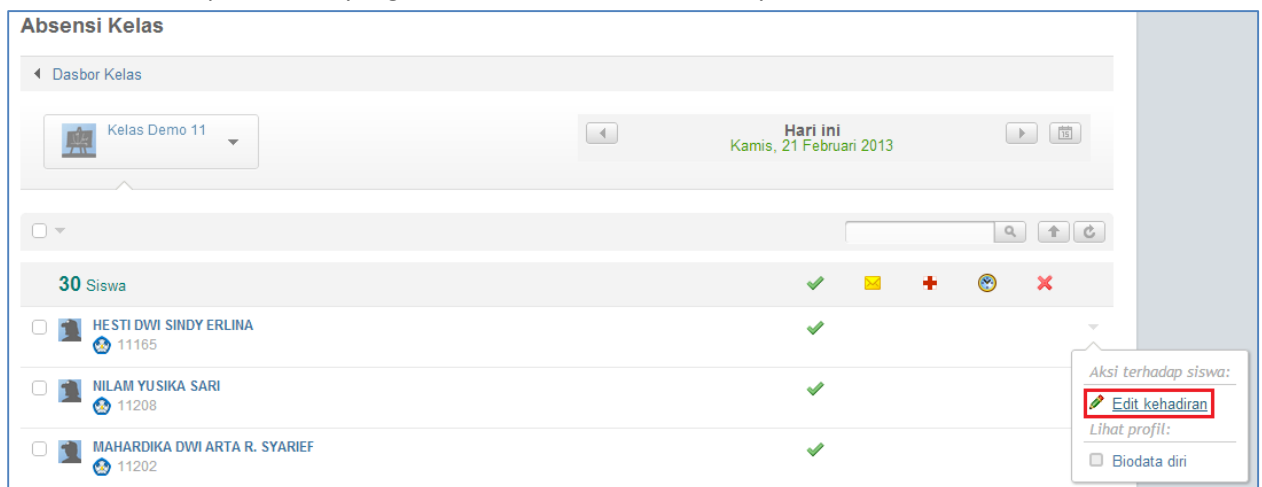 Absensi Kelas
Dasbor Kelas
Kelas Demo 11
Hari ini
Kamis, 21 Februari 2013
15
30 Siswa
HESTI DWI SINDY ERLINA
11165
Aksi terhadap siswa:
Edit kehadiran
Lihat profil:
Biodata diri
NILAM YUSIKA SARI
11208
MAHARDIKA DWI ARTA R. SYARIEF
11202